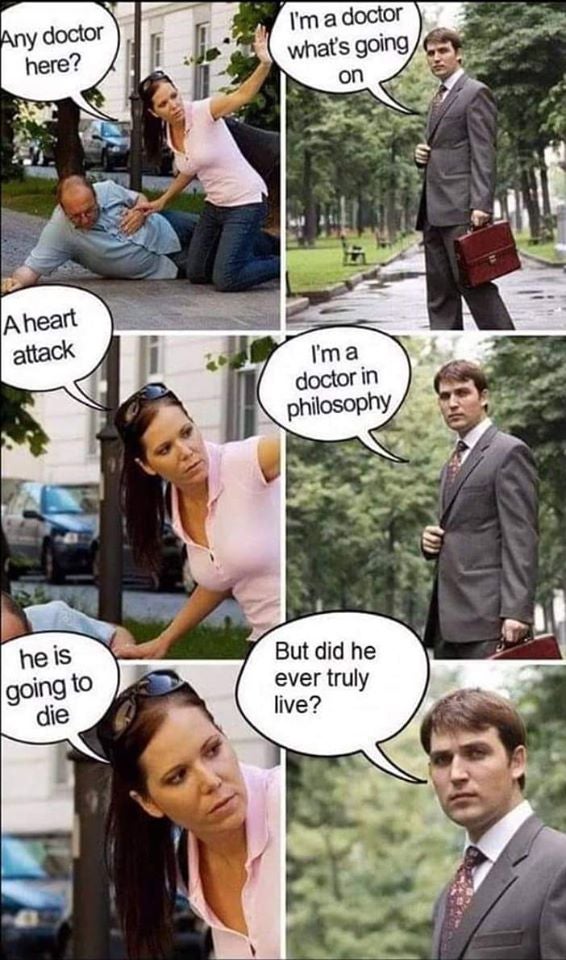 Any doctor
here?
I'm a doctor
what's going
on
A heart
attack
I'm a
doctor in
philosophy
he is
going to
die
But did he
ever truly
live?